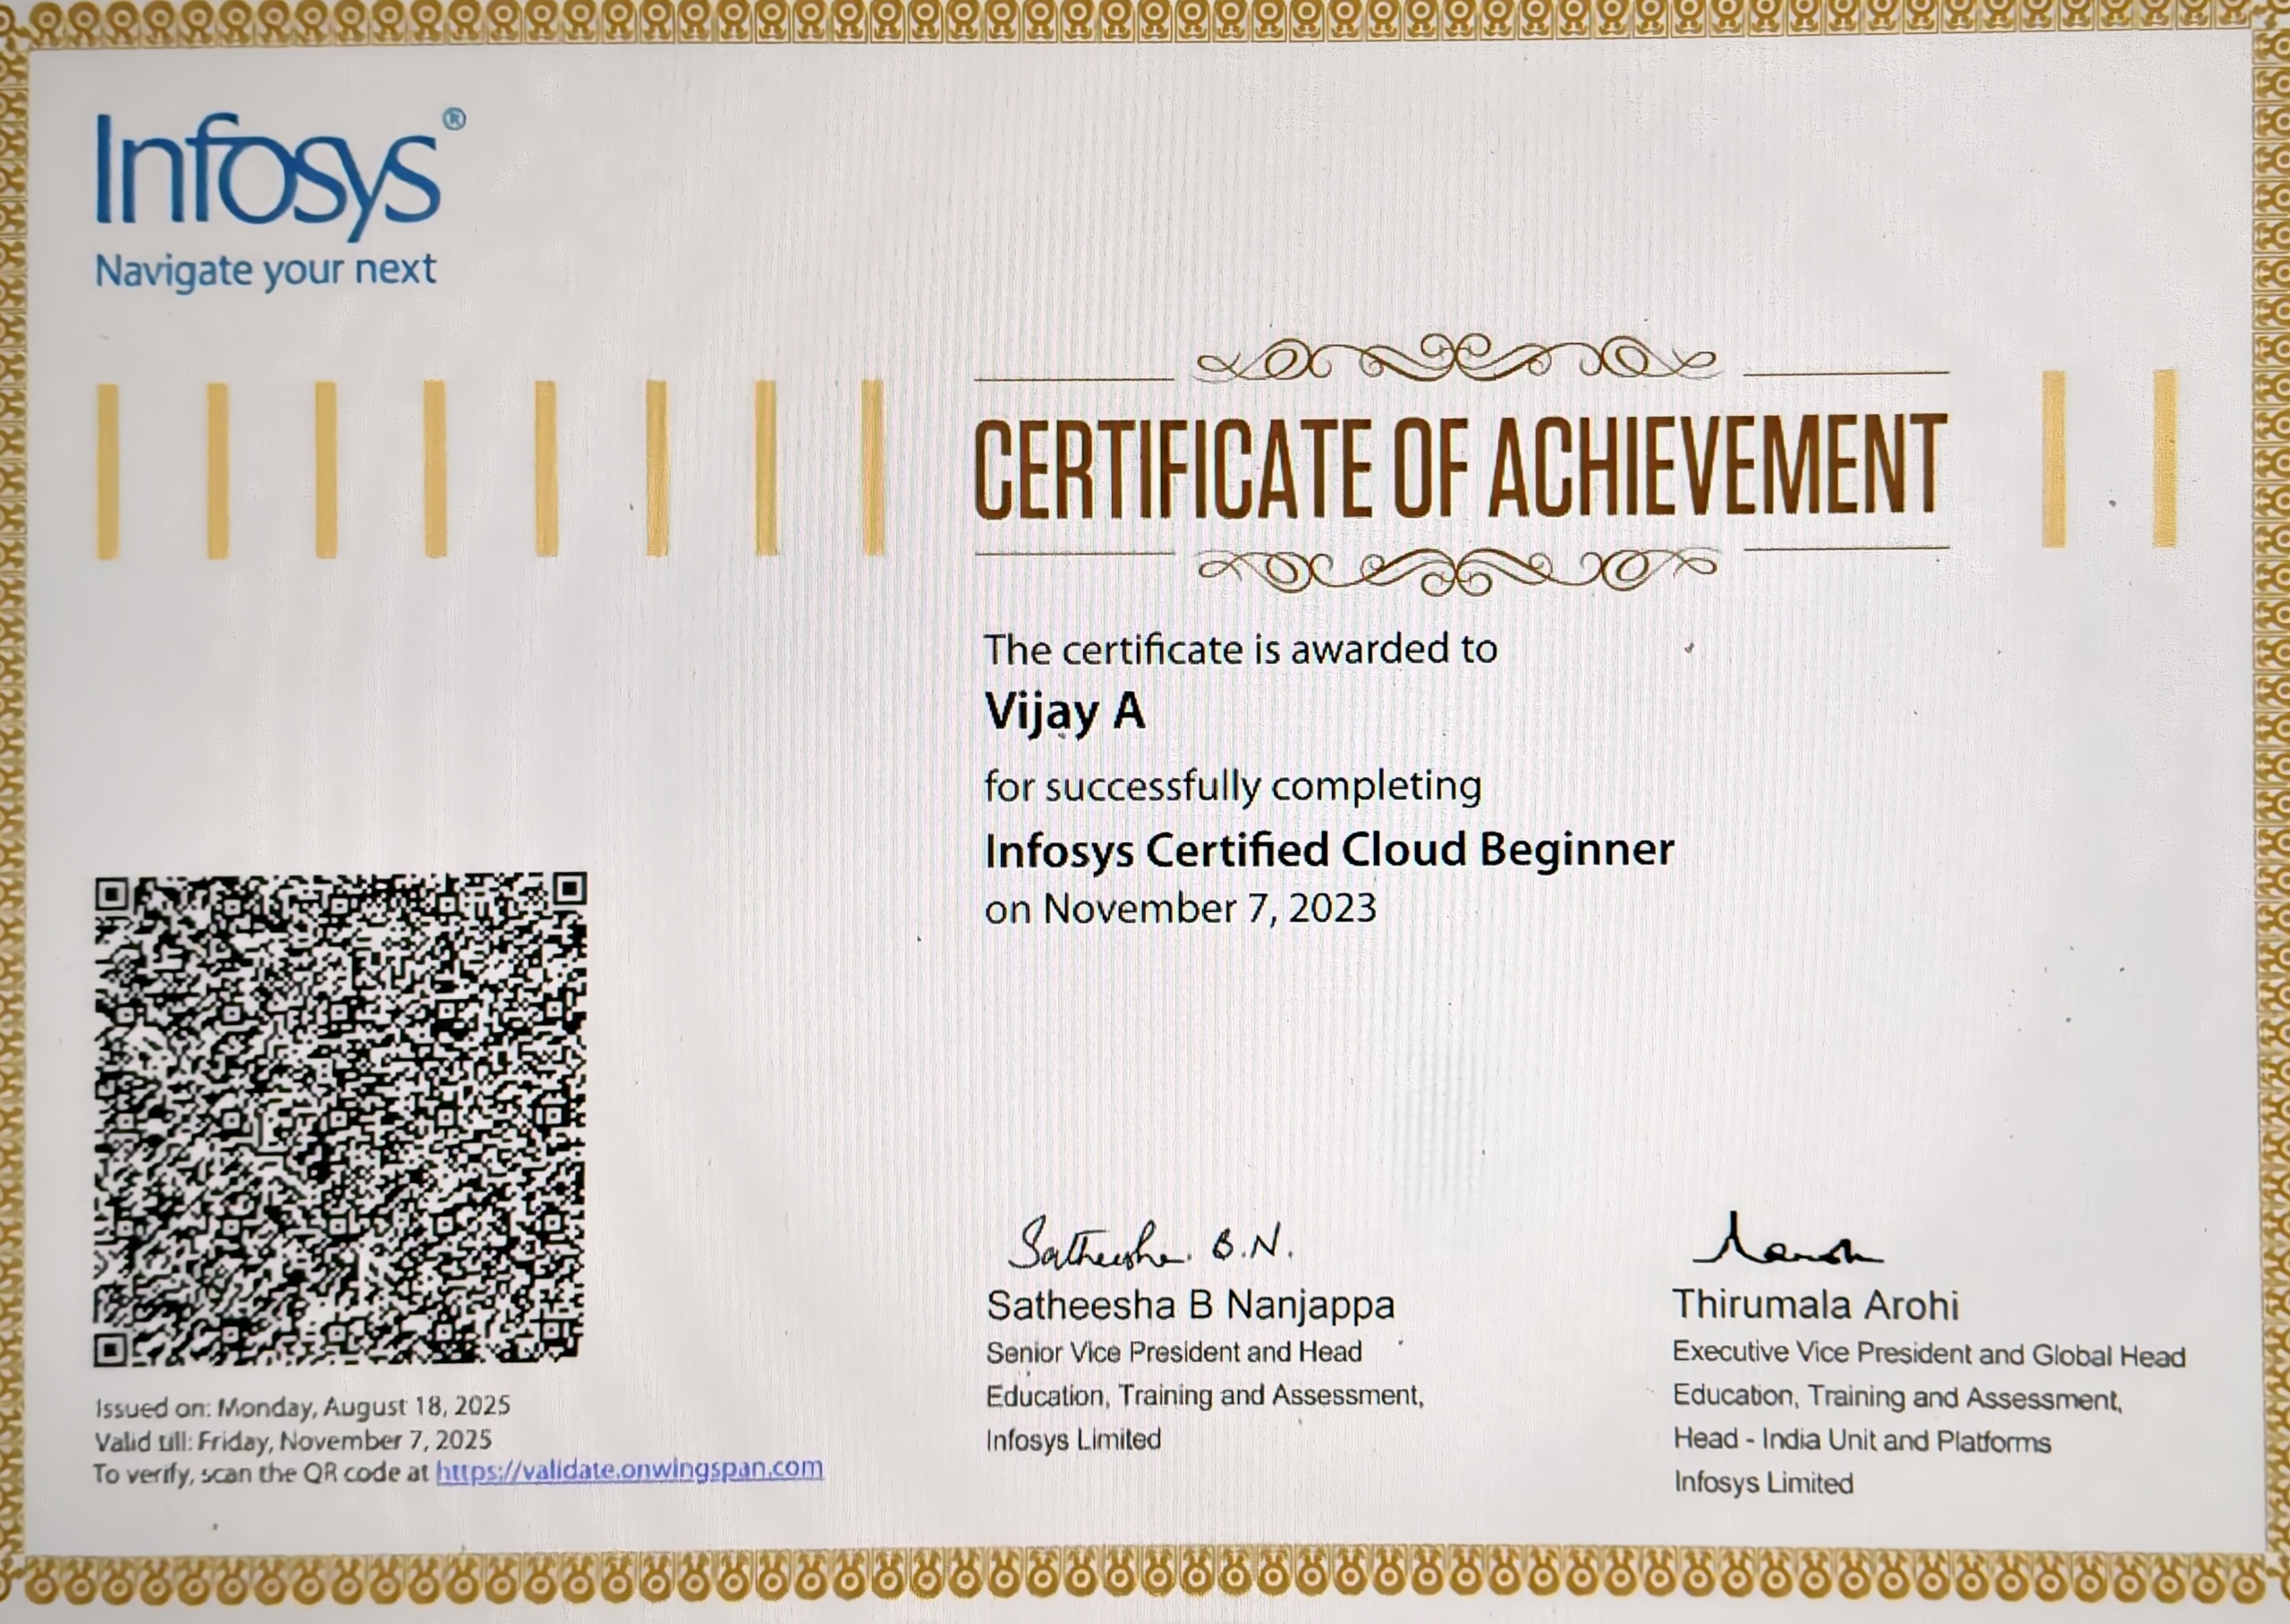 Infosys®
Navigate your next
CERTIFICATE OF ACHIEVEMENT
The certificate is awarded to
Vijay A
for successfully completing
Infosys Certified Cloud Beginner
on November 7, 2023
Satheesha B.N.
Satheesha B Nanjappa
Senior Vice President and Head
Education, Training and Assessment,
Infosys Limited
Thirumala Arohi
Executive Vice President and Global Head
Education, Training and Assessment,
Head - India Unit and Platforms
Infosys Limited
Issued on: Monday, August 18, 2025
Valid till: Friday, November 7, 2025
To verify, scan the QR code at https://validate.onwingspan.com